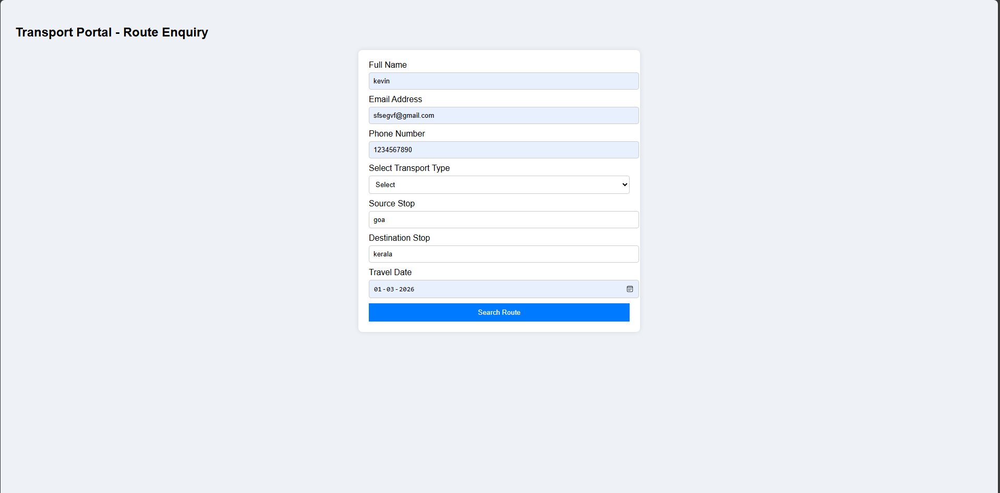 Transport Portal - Route Enquiry
Full Name
kevin
Email Address
sfsegvf@gmail.com
Phone Number
1234567890
Select Transport Type
Select
Source Stop
goa
Destination Stop
kerala
Travel Date
01-03-2026
Search Route